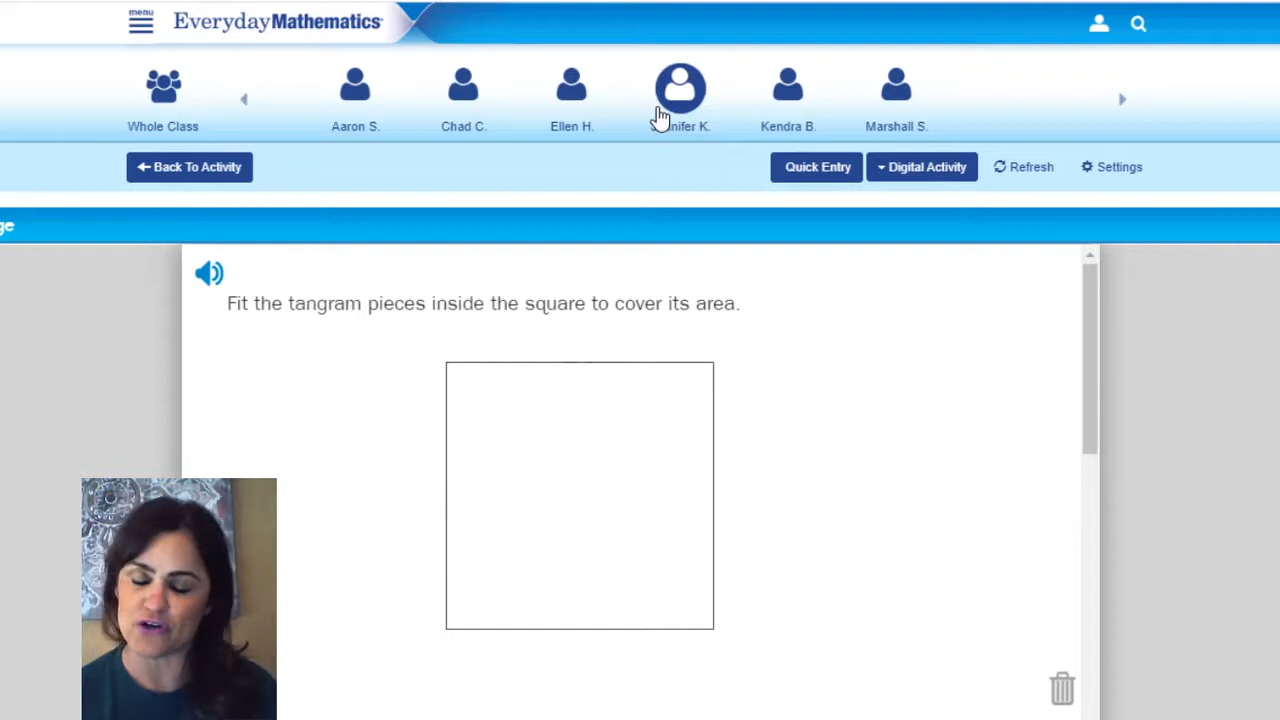 menu
EverydayMathematics®
Whole Class
Aaron S.
Chad C.
Ellen H.
K.
Kendra B.
Marshall S.
Back To Activity
Quick Entry
Digital Activity
Refresh
Settings
Fit the tangram pieces inside the square to cover its area.